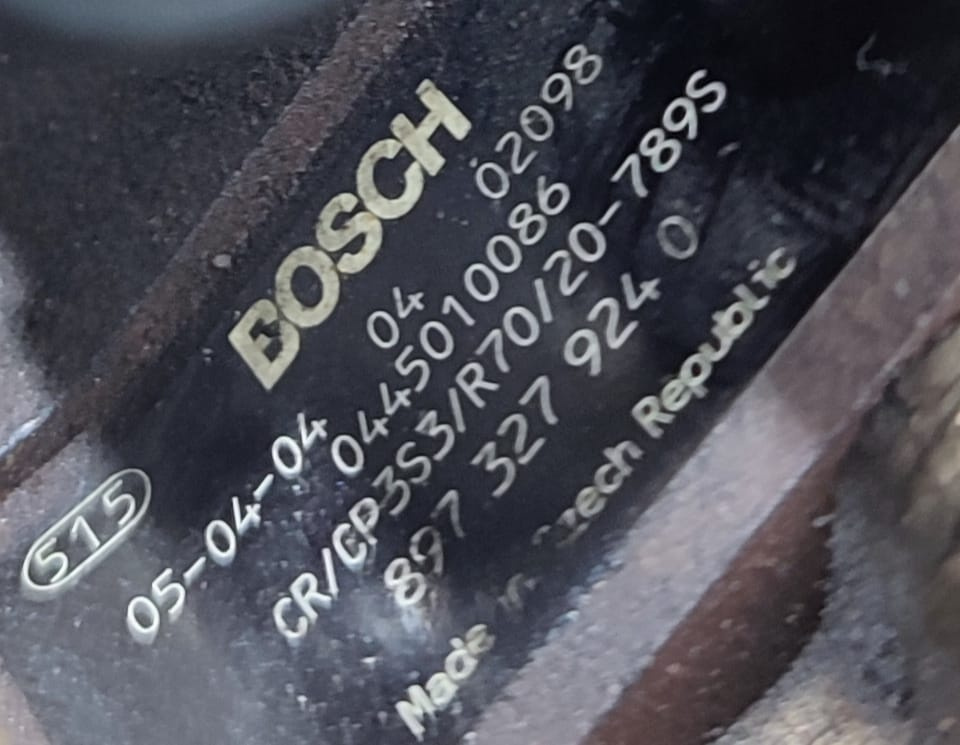 BOSCH
515
05-04-04 04 02098
0445010086
CR/CP3S3/R70/20-789S
897 327 924 0
Made in Czech Republic